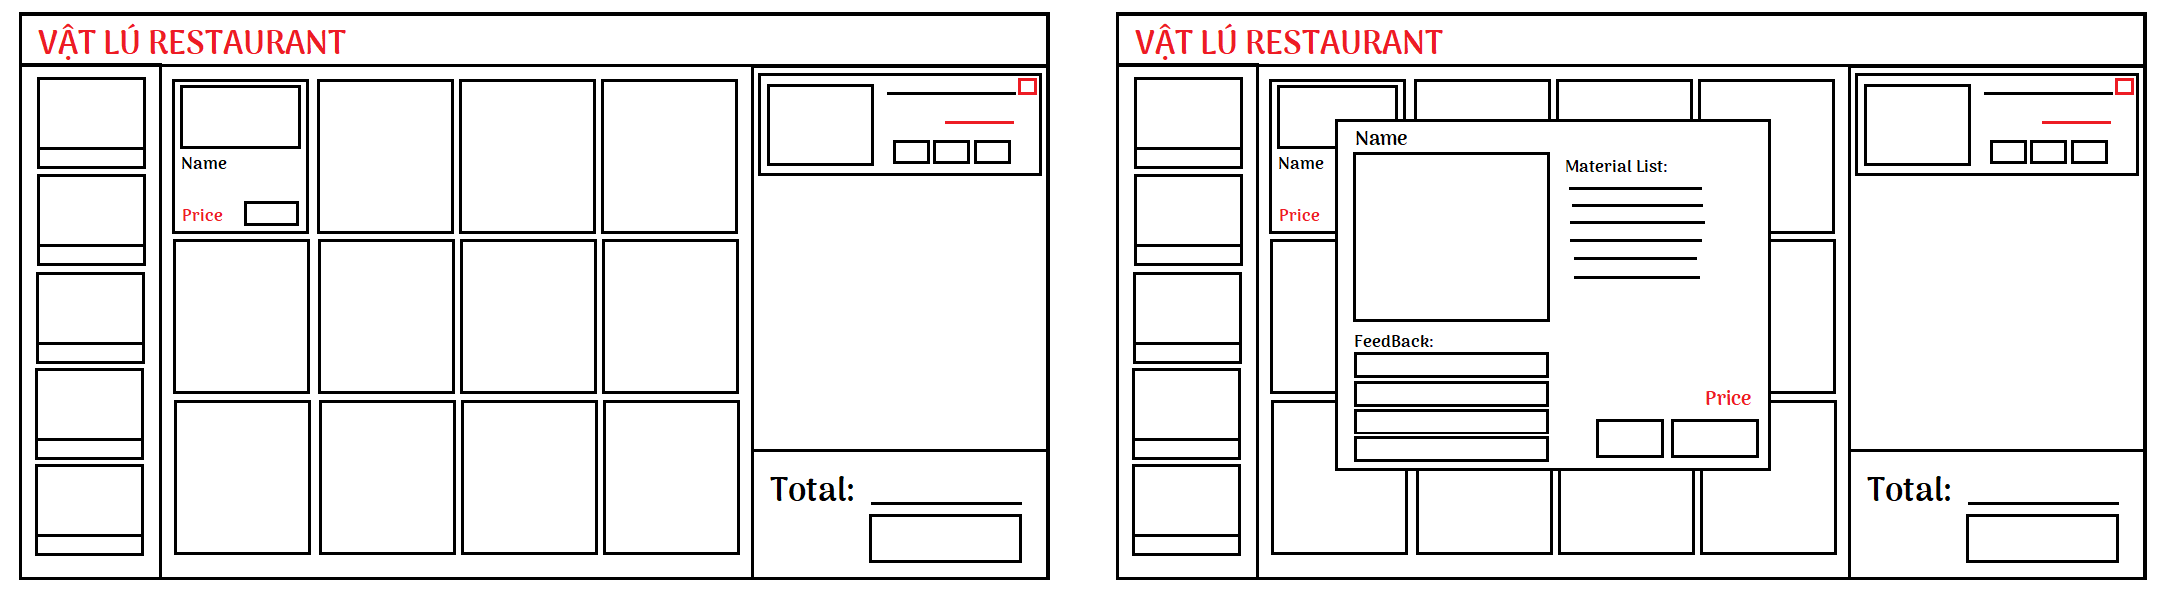 VẬT LÚ RESTAURANT
Name
Price
Total:
VẬT LÚ RESTAURANT
Name
Price
Name
Material List:
FeedBack:
Price
Total: